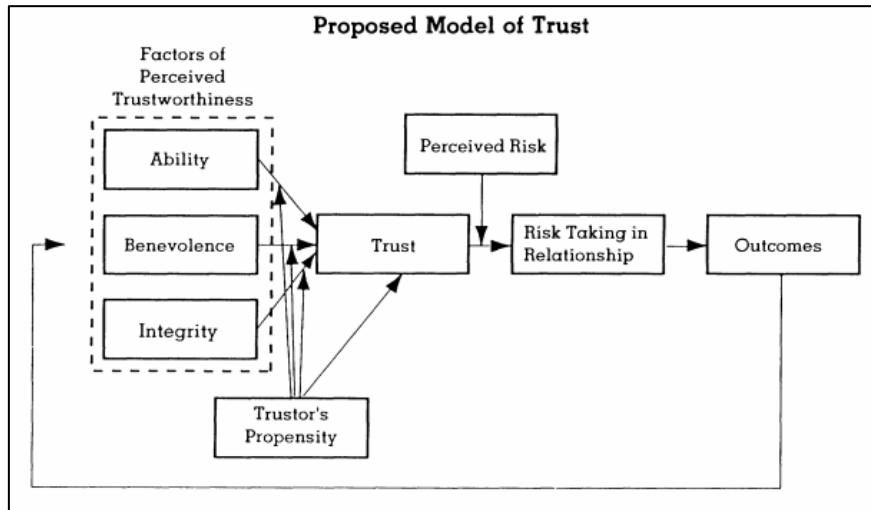 Proposed Model of Trust
Factors of
Perceived
Trustworthiness
Ability
Benevolence
Integrity
Trustor's
Propensity
Trust
Perceived Risk
Risk Taking in
Relationship
Outcomes